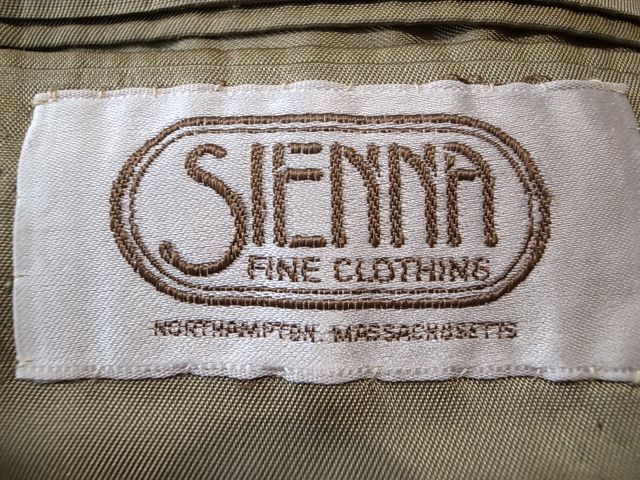 SIENNA
FINE CLOTHING
NORTHAMPTON, MASSACHUSETTS